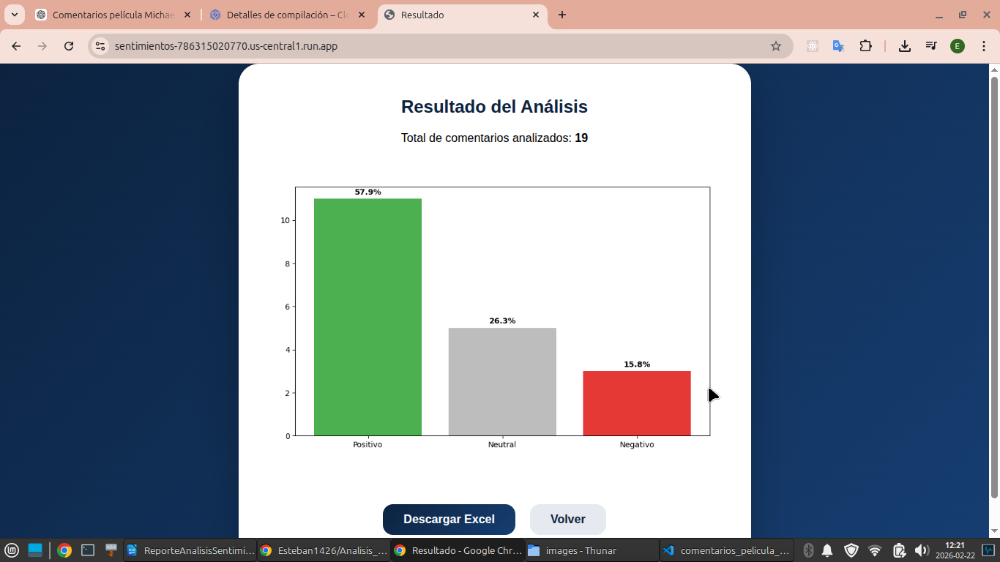 Comentarios película Michae
Detalles de compilación – Clo
Resultado
sentimientos-786315020770.us-central1.run.app
E
Resultado del Análisis
Total de comentarios analizados: 19
57.9%
26.3%
15.8%
10
8
6
4
2
0
Positivo
Neutral
Negativo
Descargar Excel
Volver
ReporteAnalisisSentimi...
Esteban1426/Analisis_...
Resultado - Google Chr...
images - Thunar
comentarios_pelicula_...
12:21
2026-02-22